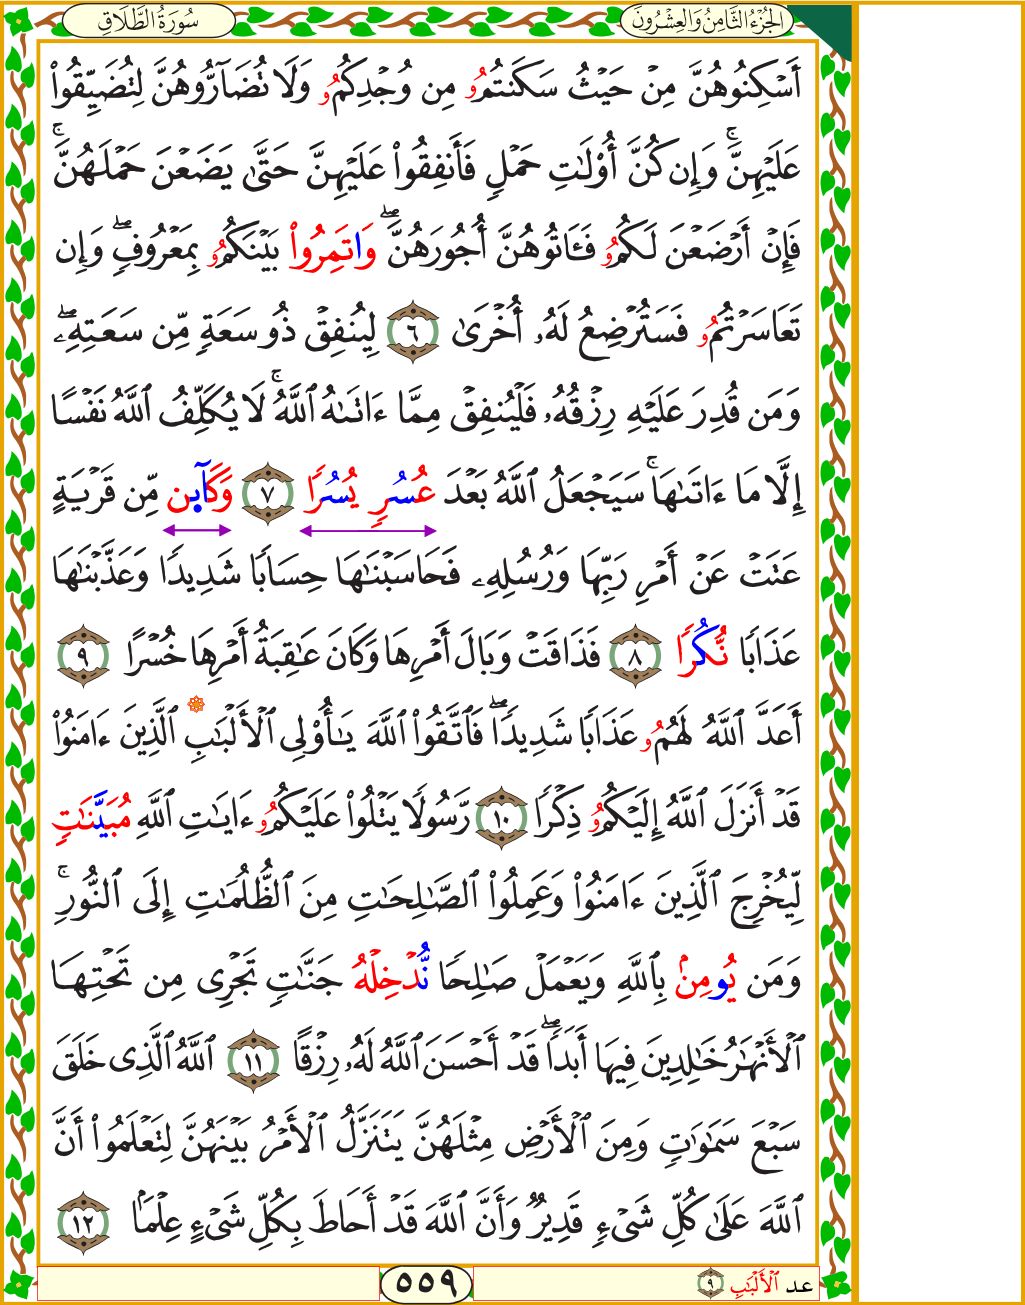 الجُزْءُ الثَّامِنُ وَالعِشْرُونَ
سُورَةُ الطَّلَاقِ
أَسْكِنُوهُنَّ مِنْ حَيْثُ سَكَنتُمُۥ مِن وُجْدِكُمُۥ وَلَا تُضَآرُّوهُنَّ لِتُضَيِّقُوا۟
عَلَيْهِنَّ ۚ وَإِن كُنَّ أُو۟لَٰتِ حَمْلٍ فَأَنفِقُوا۟ عَلَيْهِنَّ حَتَّىٰ يَضَعْنَ حَمْلَهُنَّ ۚ
فَإِنْ أَرْضَعْنَ لَكُمُۥ فَـَٔاتُوهُنَّ أُجُورَهُنَّ ۖ وَاتَمِرُوا۟ بَيْنَكُمُۥ بِمَعْرُوفٍ ۖ وَإِن
تَعَاسَرْتُمُۥ فَسَتُرْضِعُ لَهُۥ أُخْرَىٰ ٦ لِيُنفِقْ ذُو سَعَةٍ مِّن سَعَتِهِۦ ۖ
وَمَن قُدِرَ عَلَيْهِ رِزْقُهُۥ فَلْيُنفِقْ مِمَّا ءَاتَىٰهُ ٱللَّهُ ۚ لَا يُكَلِّفُ ٱللَّهُ نَفْسًا
إِلَّا مَا ءَاتَىٰهَا ۚ سَيَجْعَلُ ٱللَّهُ بَعْدَ عُسُرٍ يُسُرًا ٧ وَكَآئِن مِّن قَرْيَةٍ
عَتَتْ عَنْ أَمْرِ رَبِّهَا وَرُسُلِهِۦ فَحَاسَبْنَٰهَا حِسَابًا شَدِيدًا وَعَذَّبْنَٰهَا
عَذَابًا نُّكُرًا ٨ فَذَاقَتْ وَبَالَ أَمْرِهَا وَكَانَ عَٰقِبَةُ أَمْرِهَا خُسْرًا ٩
أَعَدَّ ٱللَّهُ لَهُمُۥ عَذَابًا شَدِيدًا ۖ فَٱتَّقُوا۟ ٱللَّهَ يَٰٓأُو۟لِى ٱلْأَلْبَٰبِ ۞ ٱلَّذِينَ ءَامَنُوا۟
قَدْ أَنزَلَ ٱللَّهُ إِلَيْكُمُۥ ذِكْرًا ١٠ رَّسُولًا يَتْلُوا۟ عَلَيْكُمُۥ ءَايَٰتِ ٱللَّهِ مُبَيَّنَٰتٍ
لِّيُخْرِجَ ٱلَّذِينَ ءَامَنُوا۟ وَعَمِلُوا۟ ٱلصَّٰلِحَٰتِ مِنَ ٱلظُّلُمَٰتِ إِلَى ٱلنُّورِ ۚ
وَمَن يُومِنۢ بِٱللَّهِ وَيَعْمَلْ صَٰلِحًا نُّدْخِلْهُ جَنَّٰتٍ تَجْرِى مِن تَحْتِهَا
ٱلْأَنْهَٰرُ خَٰلِدِينَ فِيهَا أَبَدًا ۖ قَدْ أَحْسَنَ ٱللَّهُ لَهُۥ رِزْقًا ١١ ٱللَّهُ ٱلَّذِى خَلَقَ
سَبْعَ سَمَٰوَٰتٍ وَمِنَ ٱلْأَرْضِ مِثْلَهُنَّ يَتَنَزَّلُ ٱلْأَمْرُ بَيْنَهُنَّ لِتَعْلَمُوا۟ أَنَّ
ٱللَّهَ عَلَىٰ كُلِّ شَىْءٍ قَدِيرٌ وَأَنَّ ٱللَّهَ قَدْ أَحَاطَ بِكُلِّ شَىْءٍ عِلْمًۢا ١٢
عد ٱلْأَلْبَٰبِ ٩
٥٥٩